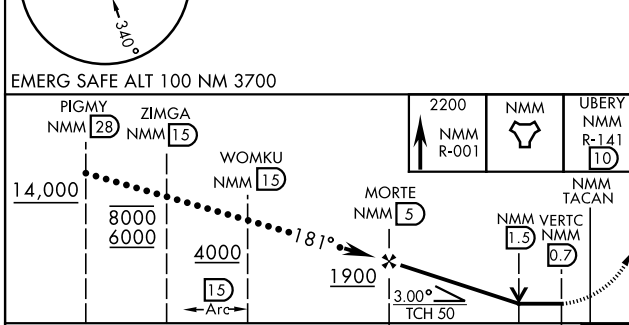 340°
EMERG SAFE ALT 100 NM 3700
PIGMY
NMM 28
ZIMGA
NMM 15
WOMKU
NMM 15
MORTE
NMM 5
2200
NMM
R-001
NMM
UBERY
NMM
R-141
10
NMM
TACAN
NMM
1.5
VERTC
NMM
0.7
14,000
8000
6000
4000
181°
1900
15
Arc
3.00°
TCH 50